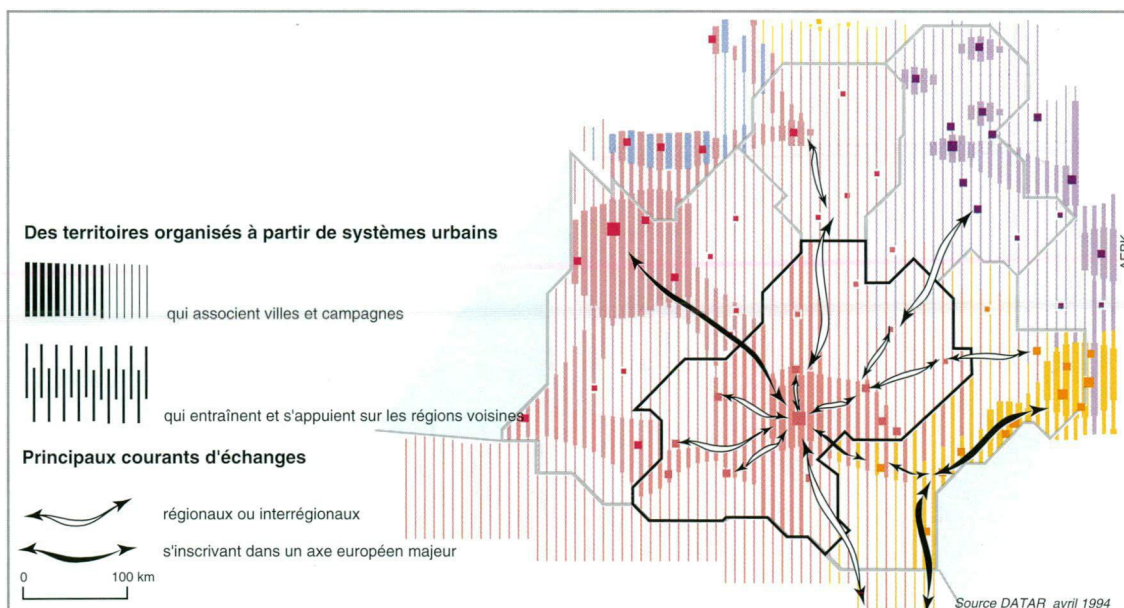 Des territoires organisés à partir de systèmes urbains
qui associent villes et campagnes
qui entraînent et s'appuient sur les régions voisines
Principaux courants d'échanges
régionaux ou interrégionaux
s'inscrivant dans un axe européen majeur
0 100 km
Source DATAR avril 1994